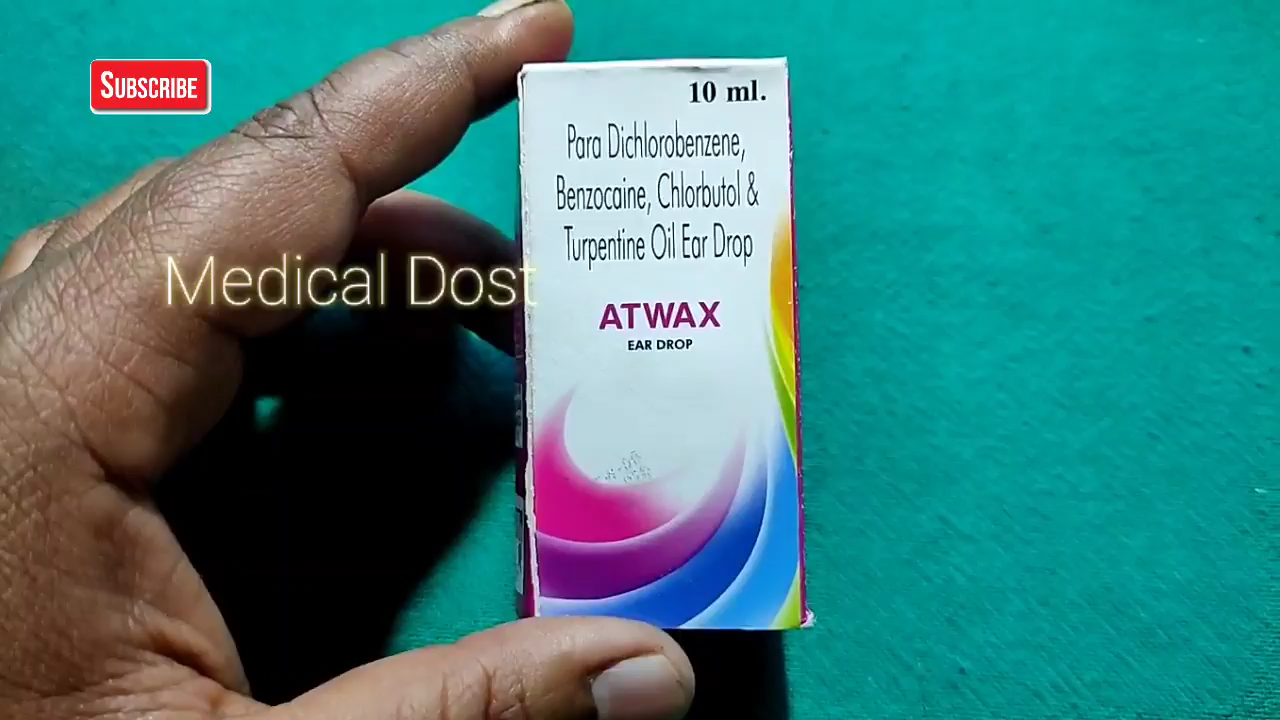 SUBSCRIBE
10 ml.
Para Dichlorobenzene,
Benzocaine, Chlorbutol &
Turpentine Oil Ear Drop
Medical Dost
ATWAX
EAR DROP